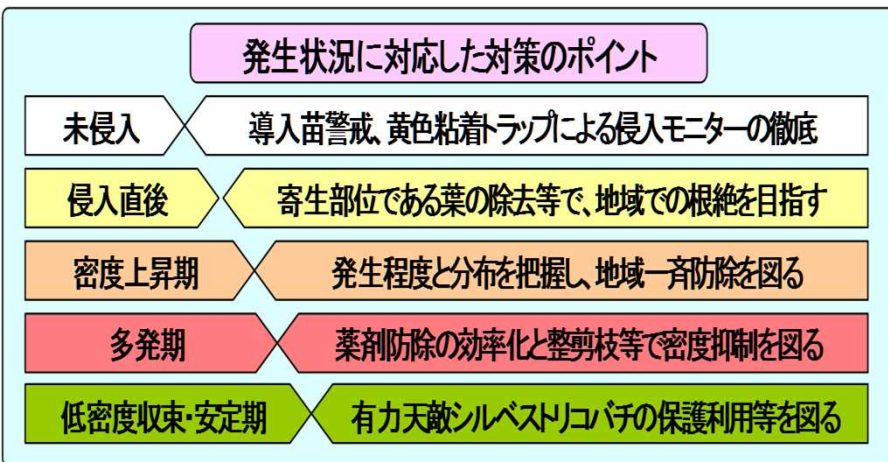 発生状況に対応した対策のポイント
未侵入 導入苗警戒、黄色粘着トラップによる侵入モニターの徹底
侵入直後 寄生部位である葉の除去等で、地域での根絶を目指す
密度上昇期 発生程度と分布を把握し、地域一斉防除を図る
多発期 薬剤防除の効率化と整剪枝等で密度抑制を図る
低密度収束・安定期 有力天敵シルベストリコバチの保護利用等を図る